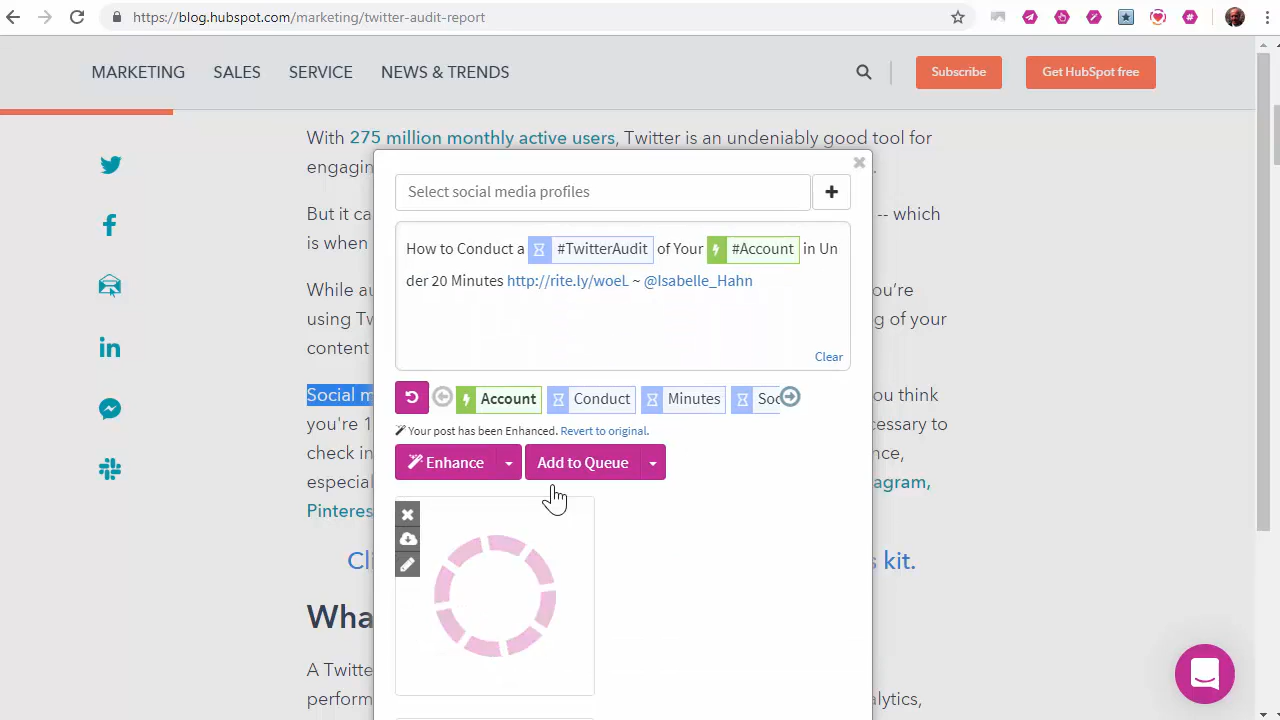 https://blog.hubspot.com/marketing/twitter-audit-report
MARKETING SALES SERVICE NEWS & TRENDS Subscribe Get HubSpot free
With 275 million monthly active users, Twitter is an undeniably good tool for
engaging
But it ca -- which
is when
While au ou're
using Tw g of your
content
Social m ou think
you're 1 cessary to
check in nce,
especial agram,
Pinteres
Cli s kit.
Wha
A Twitte
perform alytics,
Select social media profiles
How to Conduct a #TwitterAudit of Your #Account in Un
der 20 Minutes http://rite.ly/woeL ~ @Isabelle_Hahn
Clear
Account Conduct Minutes Soc
Your post has been Enhanced. Revert to original.
Enhance Add to Queue